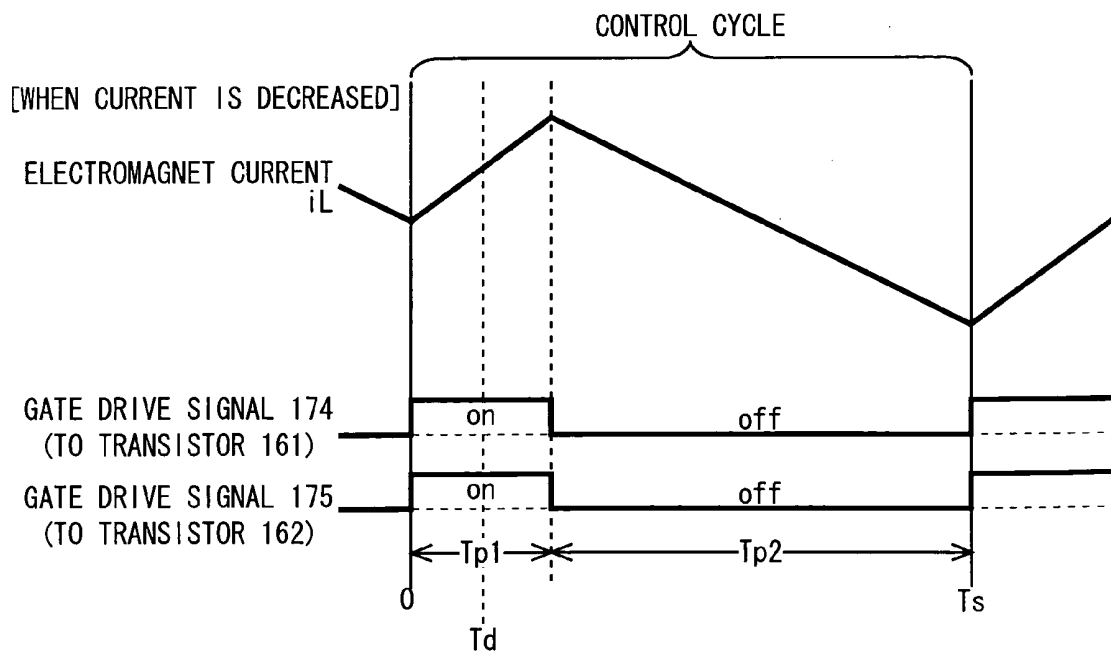 CONTROL CYCLE
[WHEN CURRENT IS DECREASED]
ELECTROMAGNET CURRENT
iL
GATE DRIVE SIGNAL 174
(TO TRANSISTOR 161)
on
off
GATE DRIVE SIGNAL 175
(TO TRANSISTOR 162)
on
off
Tp1
Tp2
0
Ts
Td